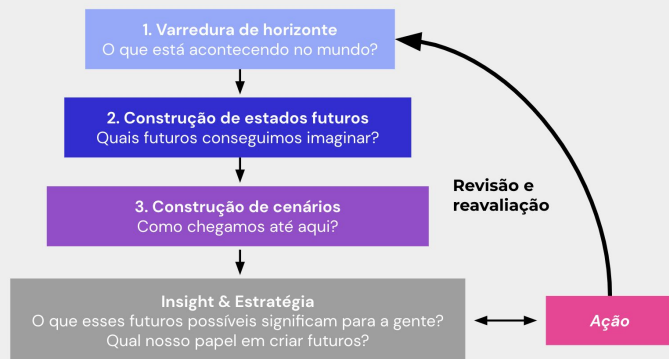 1. Varredura de horizonte
O que está acontecendo no mundo?
2. Construção de estados futuros
Quais futuros conseguimos imaginar?
3. Construção de cenários
Como chegamos até aqui?
Revisão e
reavaliação
Insight & Estratégia
O que esses futuros possíveis significam para a gente?
Qual nosso papel em criar futuros?
Ação